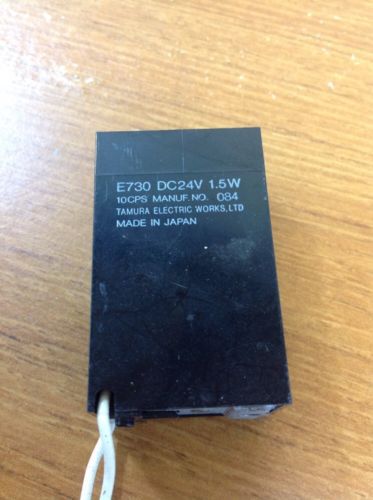 E730 DC24V 1.5W
10CPS MANUF.NO. 084
TAMURA ELECTRIC WORKS,LTD
MADE IN JAPAN